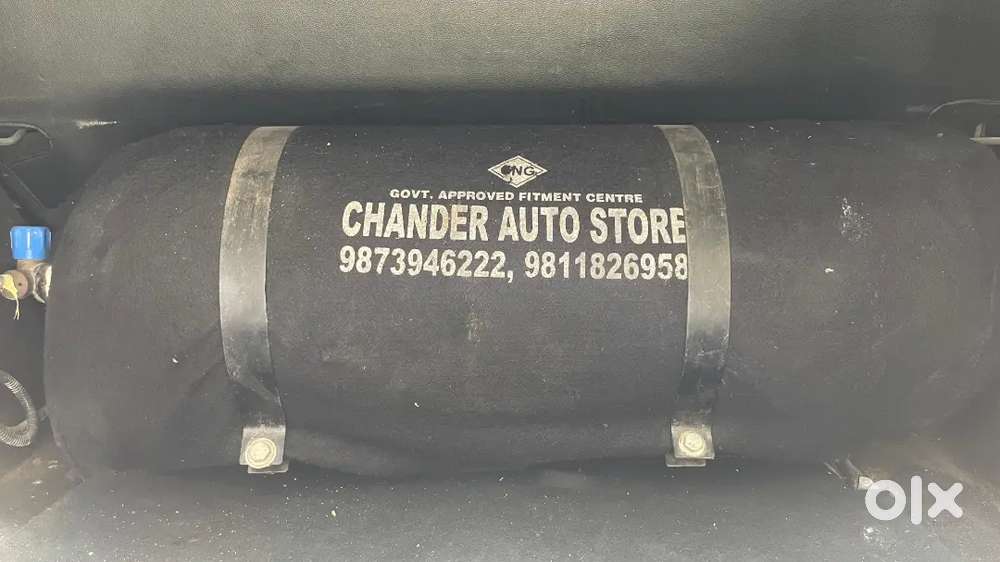 CNG
GOVT. APPROVED FITMENT CENTRE
CHANDER AUTO STORE
9873946222, 9811826958
olx